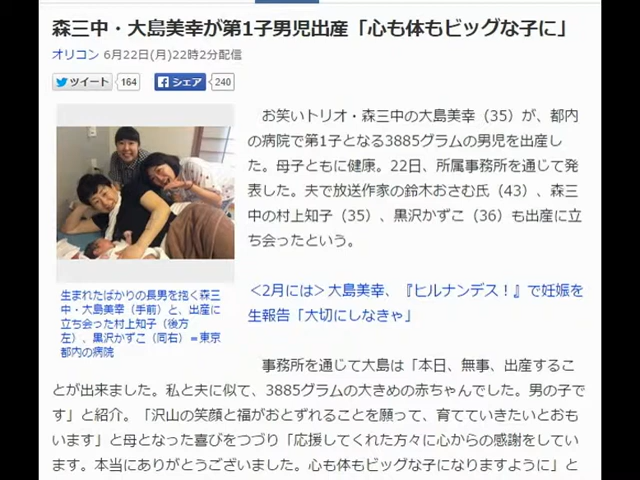 森三中・大島美幸が第1子男児出産「心も体もビッグな子に」
オリコン 6月22日(月)22時2分配信
ツイート 164 シェア 240
お笑いトリオ・森三中の大島美幸（35）が、都内
の病院で第1子となる3885グラムの男児を出産し
た。母子ともに健康。22日、所属事務所を通じて発
表した。夫で放送作家の鈴木おさむ氏（43）、森三
中の村上知子（35）、黒沢かずこ（36）も出産に立
ち会ったという。
生まれたばかりの長男を抱く森三
中・大島美幸（手前）と、出産に
立ち会った村上知子（後方
左）、黒沢かずこ（同右）＝東京
都内の病院
＜2月には＞大島美幸、『ヒルナンデス！』で妊娠を
生報告「大切にしなきゃ」
事務所を通じて大島は「本日、無事、出産するこ
とが出来ました。私と夫に似て、3885グラムの大きめの赤ちゃんでした。男の子で
す」と紹介。「沢山の笑顔と福がおとずれることを願って、育てていきたいとおも
います」と母となった喜びをつづり「応援してくれた方々に心からの感謝をしてい
ます。本当にありがとうございました。心も体もビッグな子になりますように」と